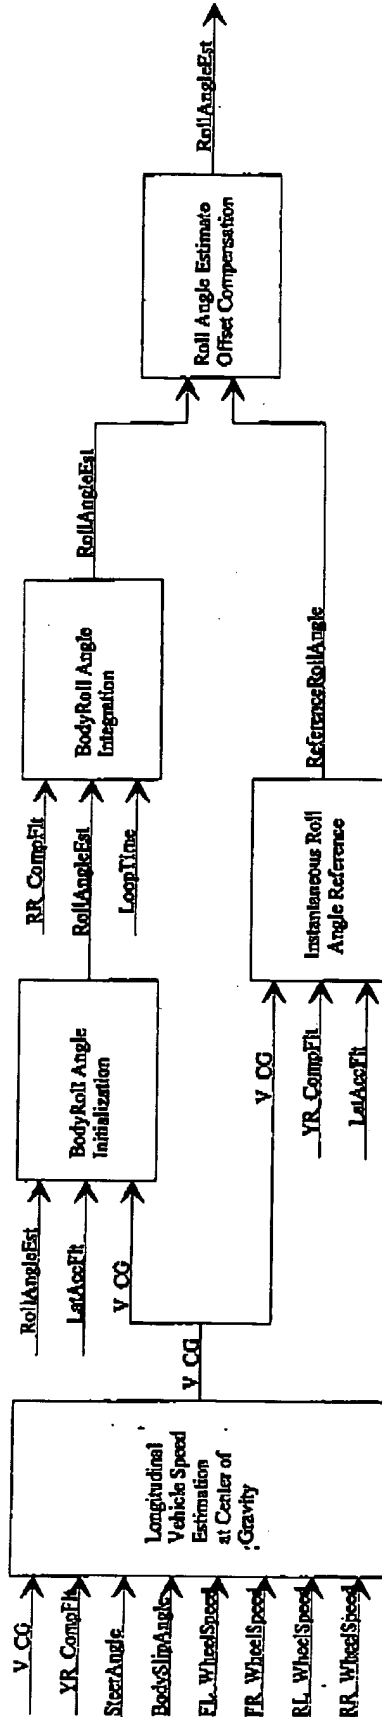 V_CG
YR_CompFlt
SteerAngle
BodySlipAngle
FL_WheelSpeed
FR_WheelSpeed
RL_WheelSpeed
RR_WheelSpeed
Longitudinal
Vehicle Speed
Estimation
at Center of
Gravity
V_CG
RollAngleEst
LatAccFlt
V_CG
BodyRoll Angle
Initialization
RR_CompFlt
RollAngleEst
LoopTime
BodyRoll Angle
Integration
RollAngleEst
V_CG
YR_CompFlt
LatAccFlt
Instantaneous Roll
Angle Reference
ReferenceRollAngle
Roll Angle Estimate
Offset Compensation
RollAngleEst